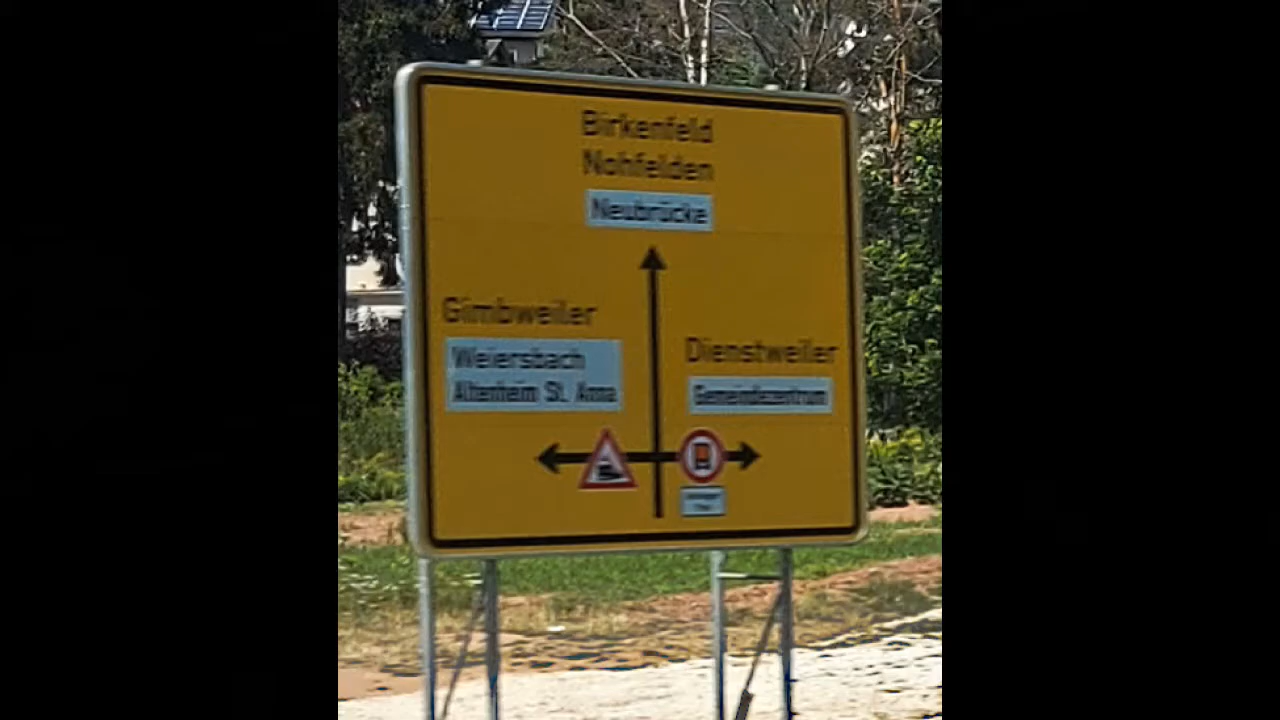 Birkenfeld
Nohfelden
Neubrücke
Gimbweiler
Weiersbach
Altenheim St. Anna
Dienstweiler
Gemeindezentrum